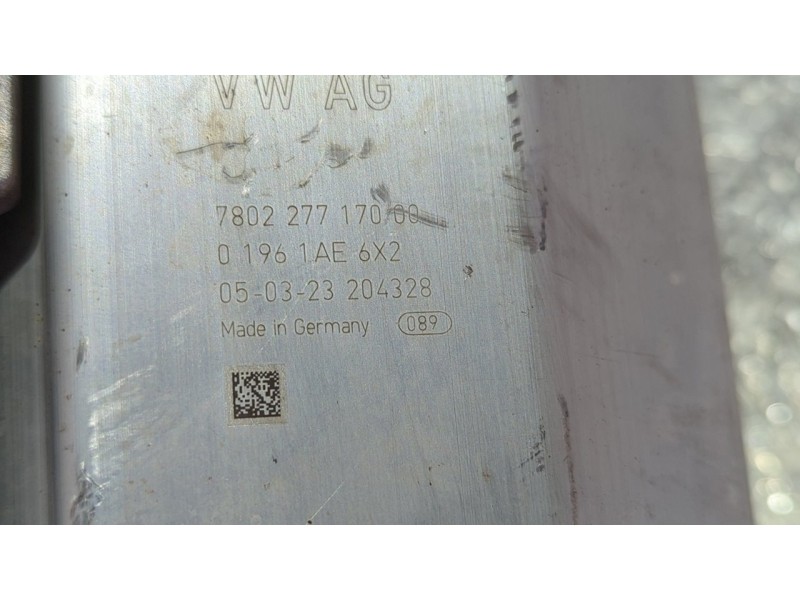 VW AG
7802 277 170 00
0 196 1AE 6X2
05-03-23 204328
Made in Germany 089